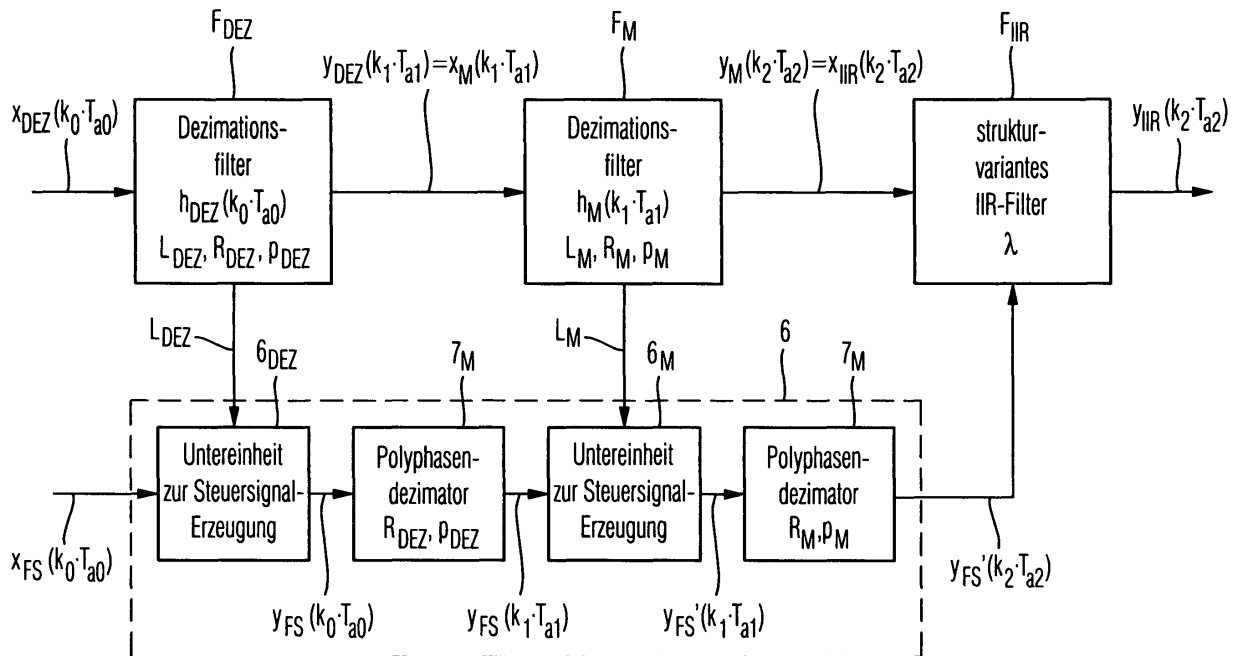 F_DEZ
F_M
F_IIR
y_DEZ(k_1·T_a1)=x_M(k_1·T_a1)
y_M(k_2·T_a2)=x_IIR(k_2·T_a2)
x_DEZ(k_0·T_a0)
y_IIR(k_2·T_a2)
Dezimations-
filter
h_DEZ(k_0·T_a0)
L_DEZ, R_DEZ, p_DEZ
Dezimations-
filter
h_M(k_1·T_a1)
L_M, R_M, p_M
struktur-
variantes
IIR-Filter
λ
L_DEZ
L_M
6_DEZ
7_M
6_M
6
7_M
Untereinheit
zur Steuersignal-
Erzeugung
Polyphasen-
dezimator
R_DEZ, p_DEZ
Untereinheit
zur Steuersignal-
Erzeugung
Polyphasen-
dezimator
R_M,p_M
x_FS(k_0·T_a0)
y_FS(k_0·T_a0)
y_FS(k_1·T_a1)
y_FS'(k_1·T_a1)
y_FS'(k_2·T_a2)